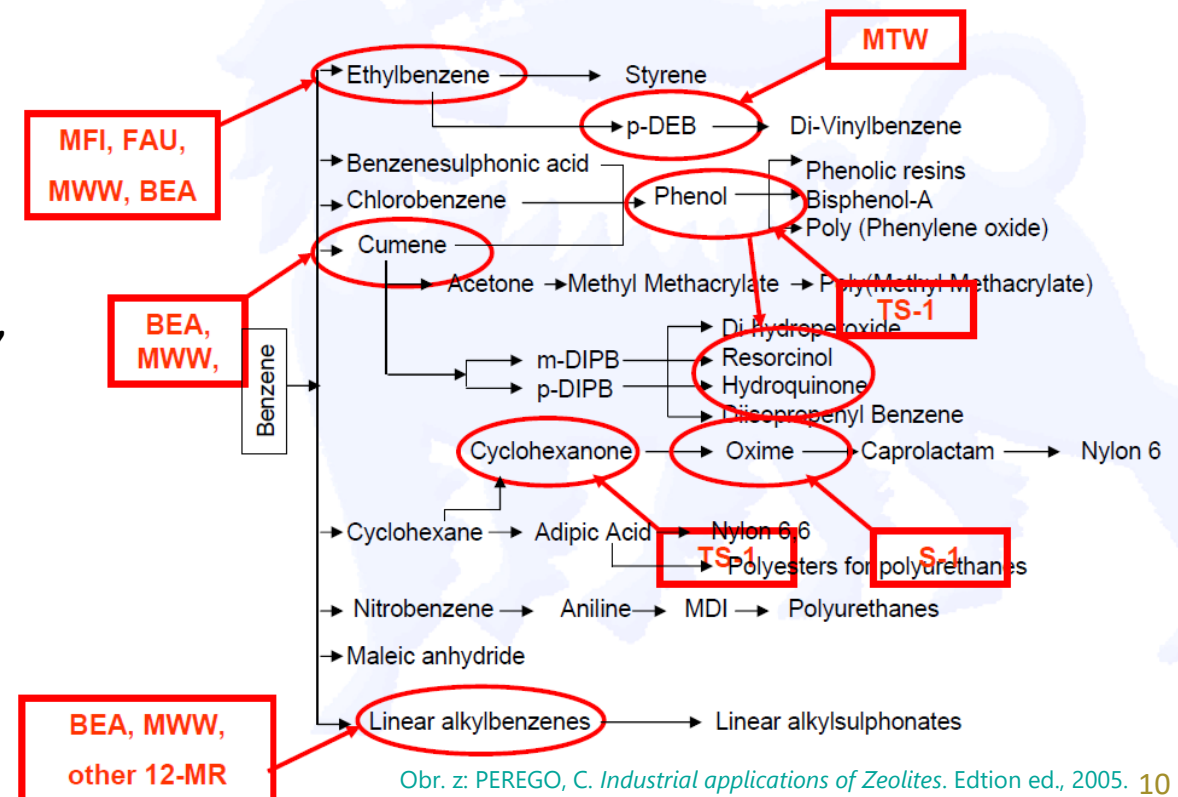 MTW
Ethylbenzene
Styrene
MFI, FAU,
MWW, BEA
p-DEB
Di-Vinylbenzene
Benzenesulphonic acid
Phenolic resins
Chlorobenzene
Phenol
Bisphenol-A
Poly (Phenylene oxide)
Cumene
Acetone
Methyl Methacrylate
Poly(Methyl Methacrylate)
TS-1
BEA,
MWW,
,
Benzene
Di-hydroperoxide
m-DIPB
Resorcinol
p-DIPB
Hydroquinone
Diisopropenyl Benzene
Cyclohexanone
Oxime
Caprolactam
Nylon 6
Cyclohexane
Adipic Acid
Nylon 6,6
TS-1
S-1
Polyesters for polyurethanes
Nitrobenzene
Aniline
MDI
Polyurethanes
Maleic anhydride
BEA, MWW,
other 12-MR
Linear alkylbenzenes
Linear alkylsulphonates
Obr. z: PEREGO, C. Industrial applications of Zeolites. Edtion ed., 2005. 10